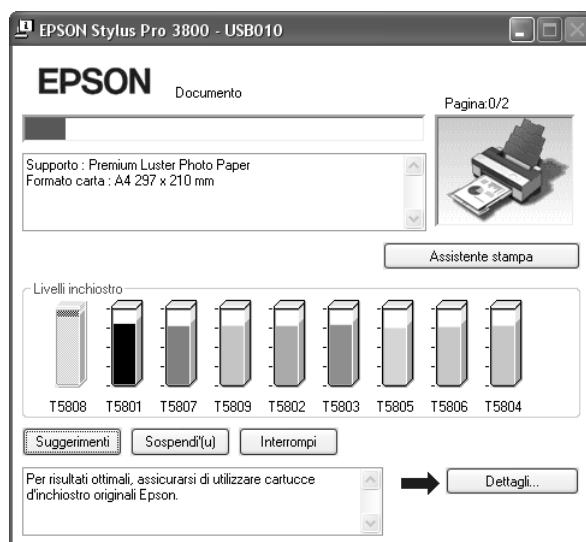 EPSON Stylus Pro 3800 - USB010
EPSON
Documento
Pagina:0/2
Supporto : Premium Luster Photo Paper
Formato carta : A4 297 x 210 mm
Assistente stampa
Livelli inchiostro
T5808 T5801 T5807 T5809 T5802 T5803 T5805 T5806 T5804
Suggerimenti Sospendi'(u) Interrompi
Per risultati ottimali, assicurarsi di utilizzare cartucce
d'inchiostro originali Epson.
Dettagli...